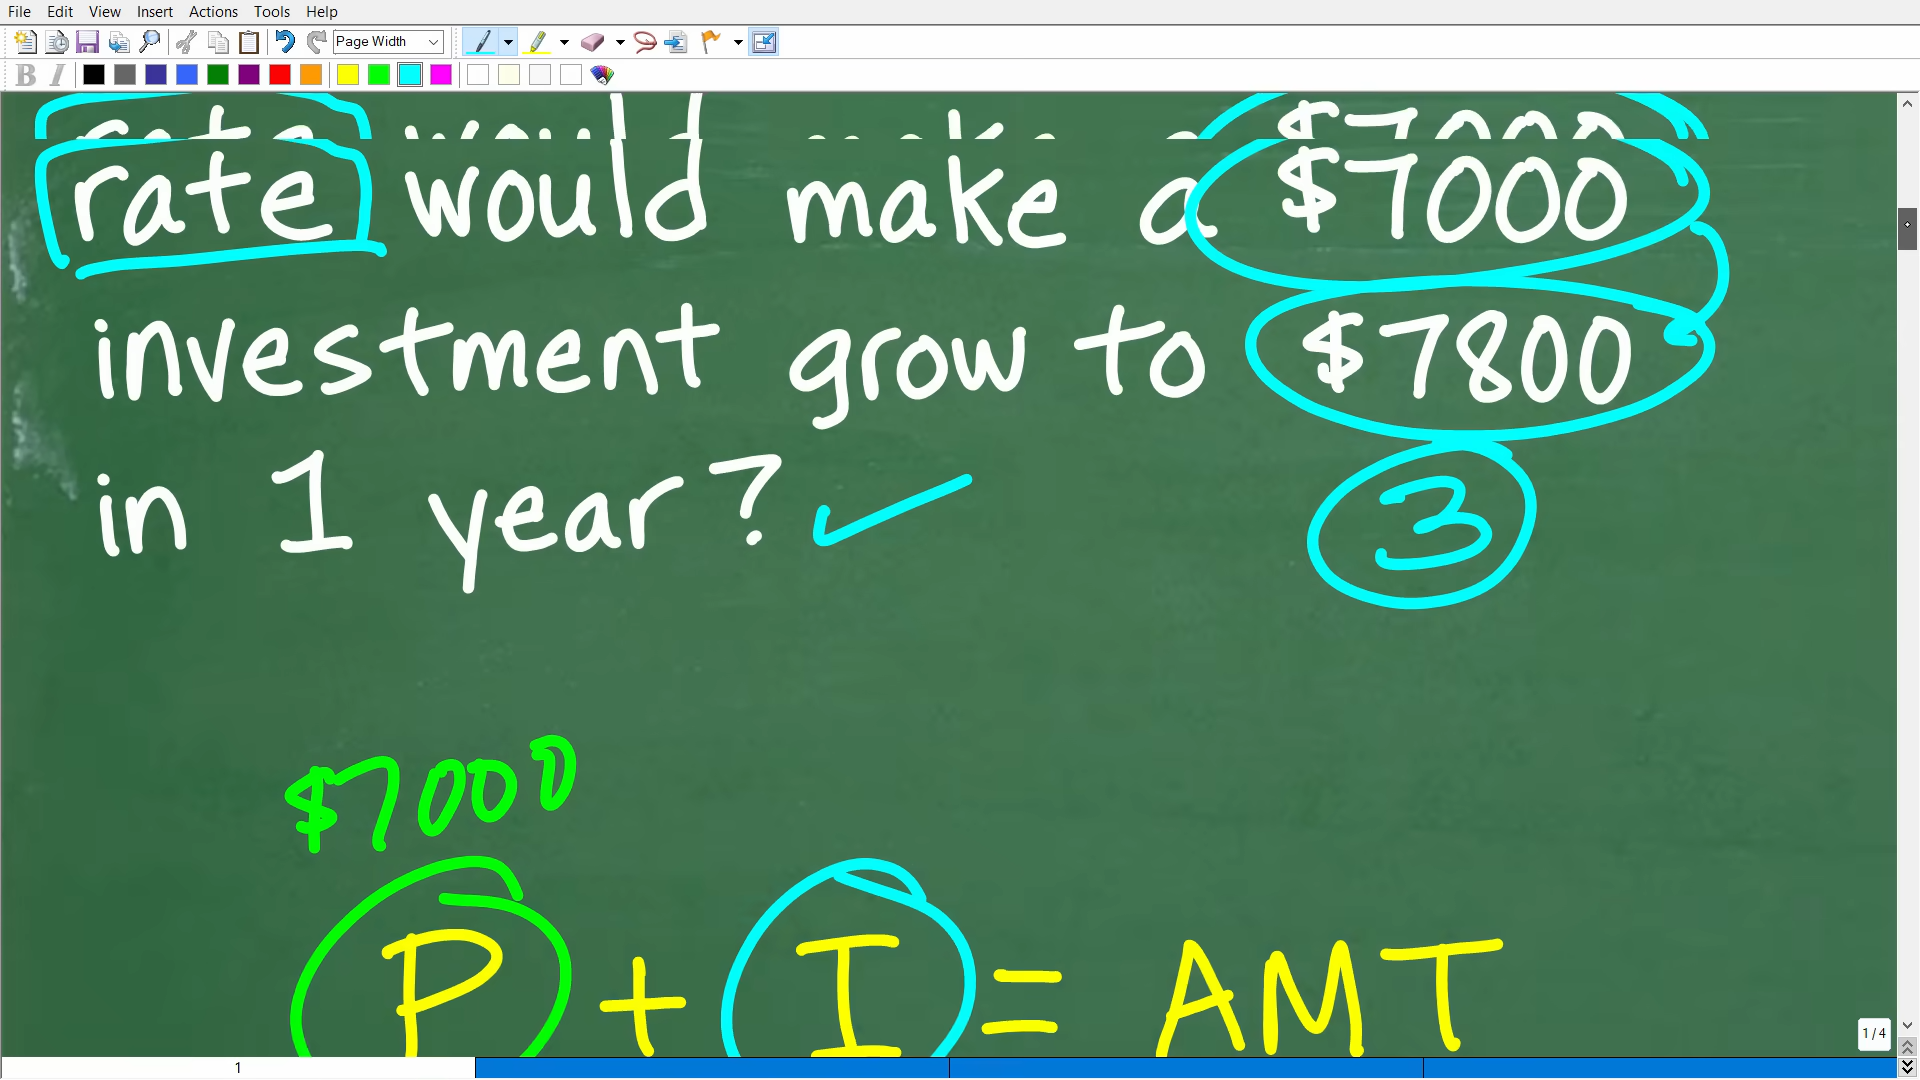 File Edit View Insert Actions Tools Help
Page Width
B I
rate would make a $7000
investment grow to $7800
in 1 year?
3
$7000
P + I = AMT
1 / 4
1